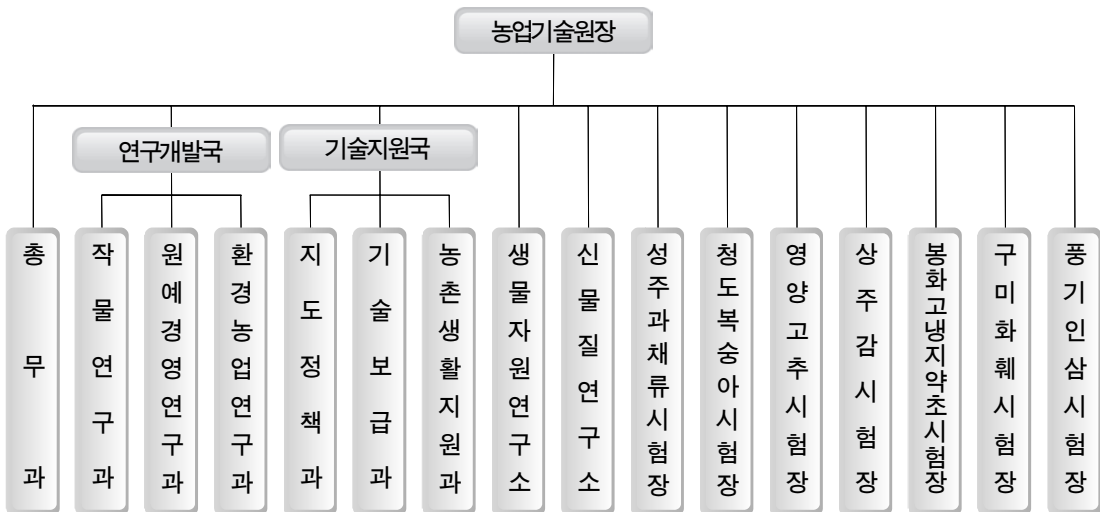 농업기술원장
연구개발국
기술지원국
총무과
작물연구과
원예경영연구과
환경농업연구과
지도정책과
기술보급과
농촌생활지원과
생물자원연구소
신물질연구소
성주과채류시험장
청도복숭아시험장
영양고추시험장
상주감시험장
봉화고냉지약초시험장
구미화훼시험장
풍기인삼시험장